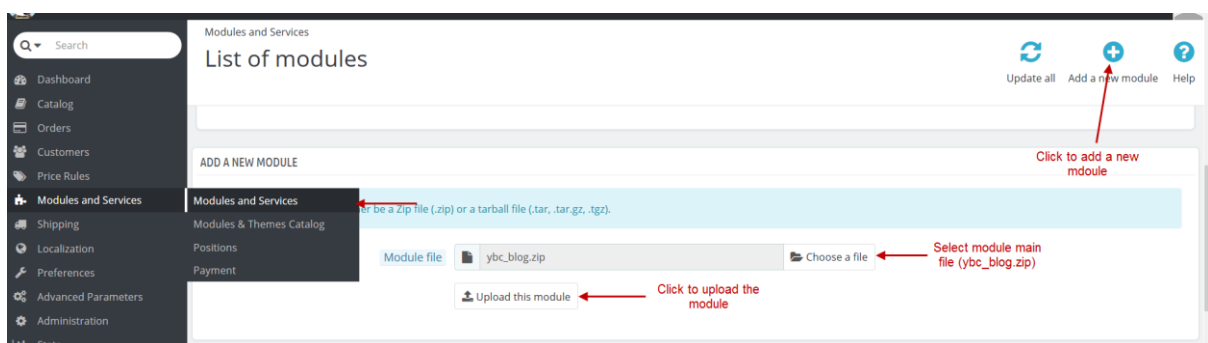 Modules and Services
Search
List of modules
Update all
Add a new module
Help
Dashboard
Catalog
Orders
Customers
Price Rules
Modules and Services
Shipping
Localization
Preferences
Advanced Parameters
Administration
Modules and Services
Modules & Themes Catalog
Positions
Payment
Click to add a new
mdoule
ADD A NEW MODULE
be a Zip file (.zip) or a tarball file (.tar, .tar.gz, .tgz).
Module file
ybc_blog.zip
Choose a file
Select module main
file (ybc_blog.zip)
Upload this module
Click to upload the
module